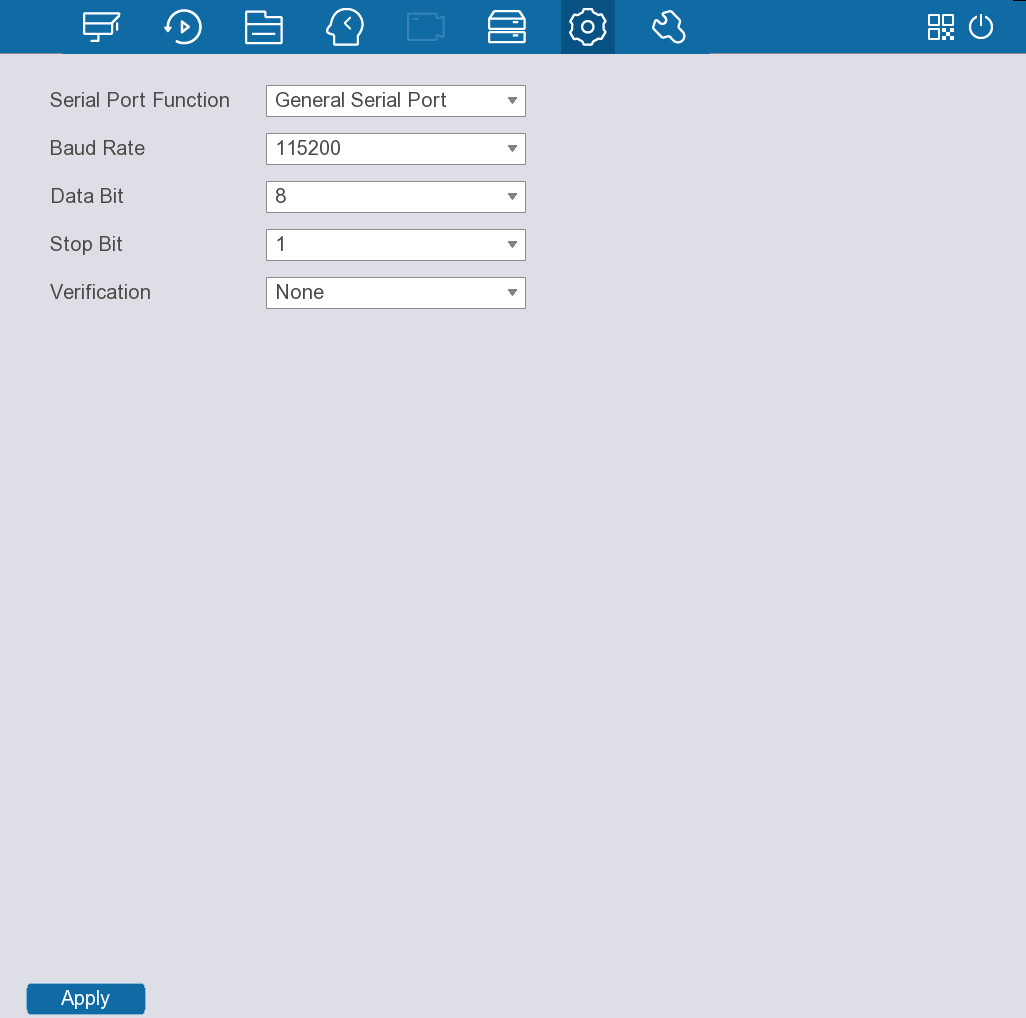 Serial Port Function General Serial Port
Baud Rate 115200
Data Bit 8
Stop Bit 1
Verification None
Apply